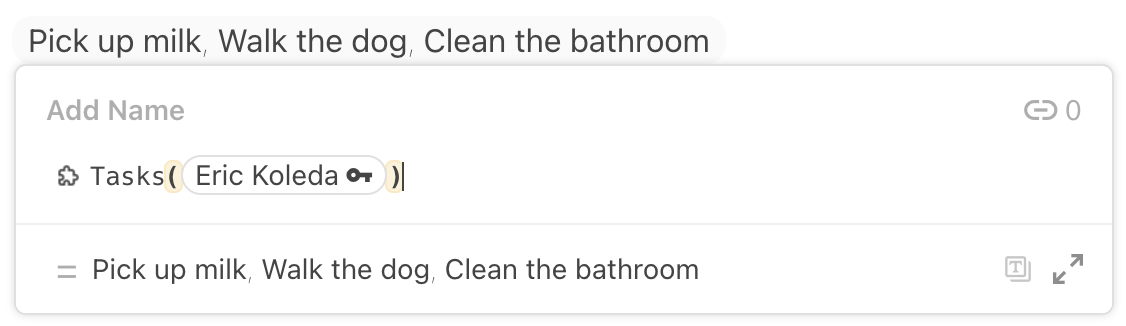 Pick up milk, Walk the dog, Clean the bathroom
Add Name 0
Tasks(Eric Koleda)
= Pick up milk, Walk the dog, Clean the bathroom T